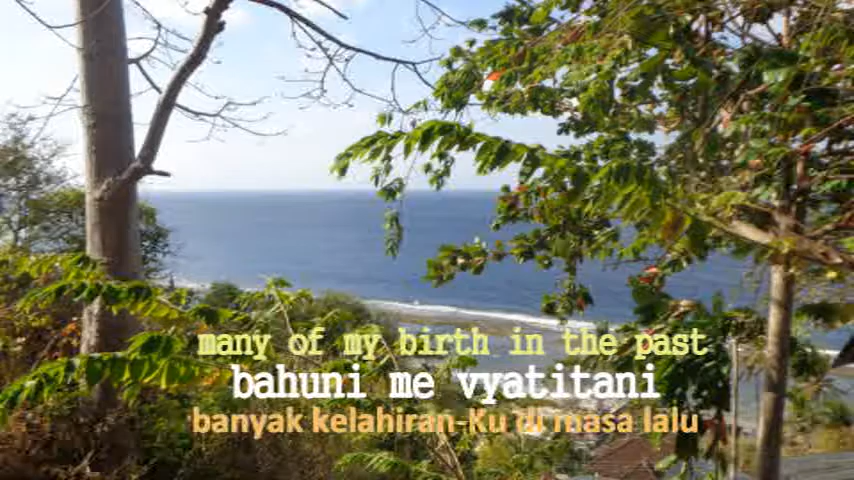 many of my birth in the past
bahuni me vyatitani
banyak kelahiran-Ku di masa lalu